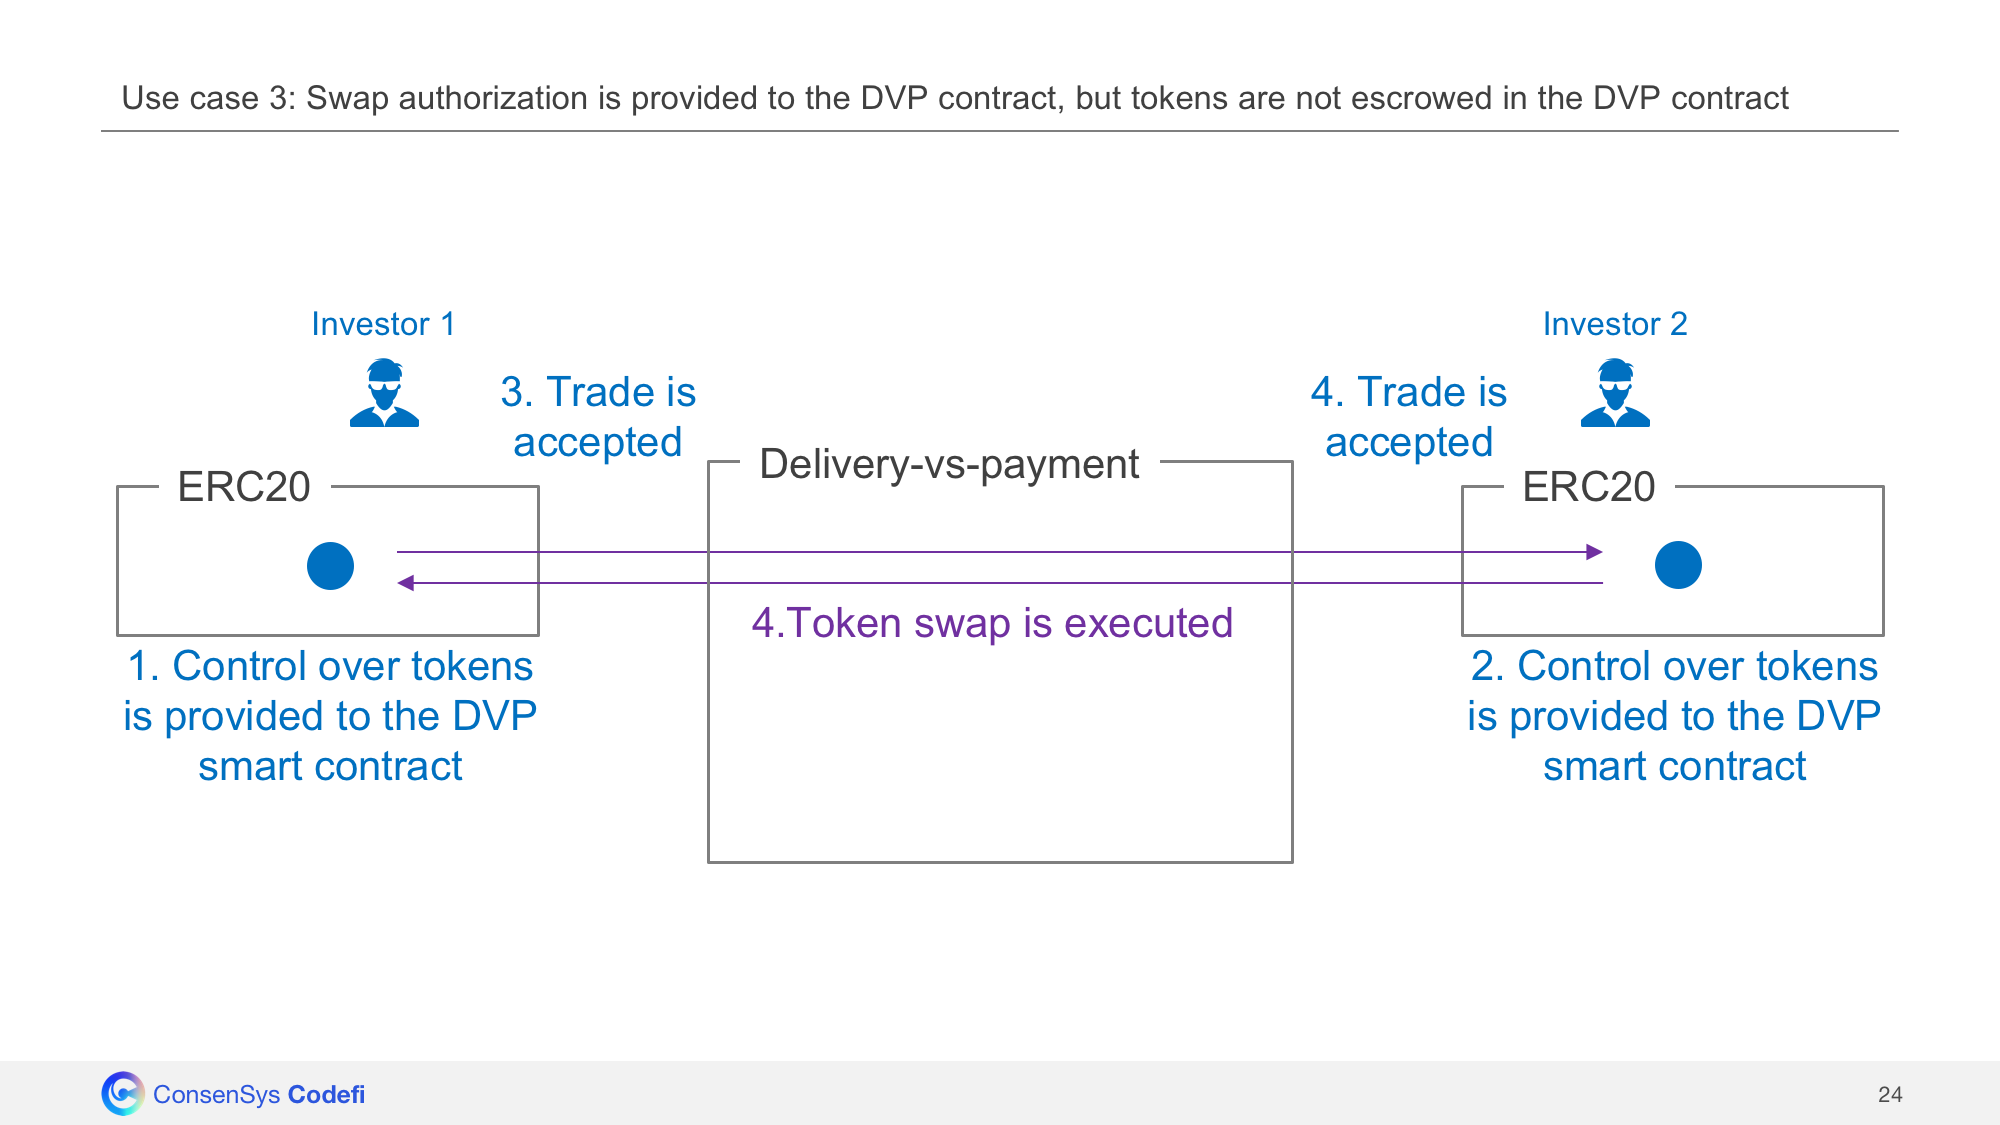 Use case 3: Swap authorization is provided to the DVP contract, but tokens are not escrowed in the DVP contract
Investor 1
Investor 2
3. Trade is
accepted
4. Trade is
accepted
Delivery-vs-payment
ERC20
ERC20
4.Token swap is executed
1. Control over tokens
is provided to the DVP
smart contract
2. Control over tokens
is provided to the DVP
smart contract
ConsenSys Codefi
24